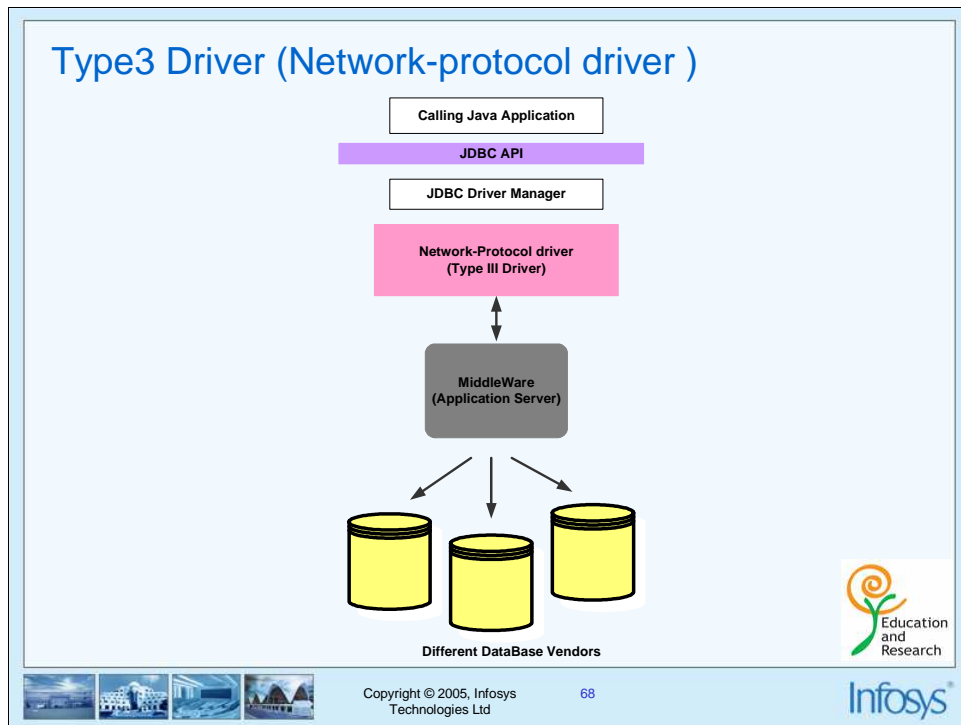 Type3 Driver (Network-protocol driver )
Calling Java Application
JDBC API
JDBC Driver Manager
Network-Protocol driver
(Type III Driver)
MiddleWare
(Application Server)
Different DataBase Vendors
Education
and
Research
Copyright © 2005, Infosys
Technologies Ltd
68
Infosys®